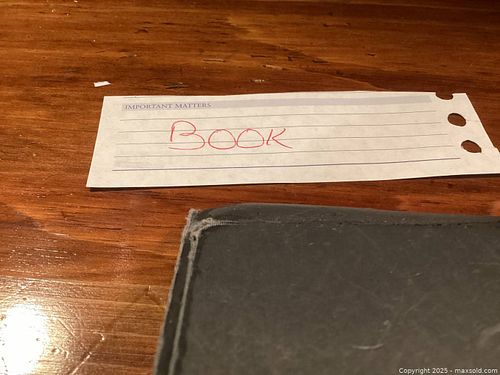 IMPORTANT MATTERS
BOOK
Copyright 2025 - maxsold.com